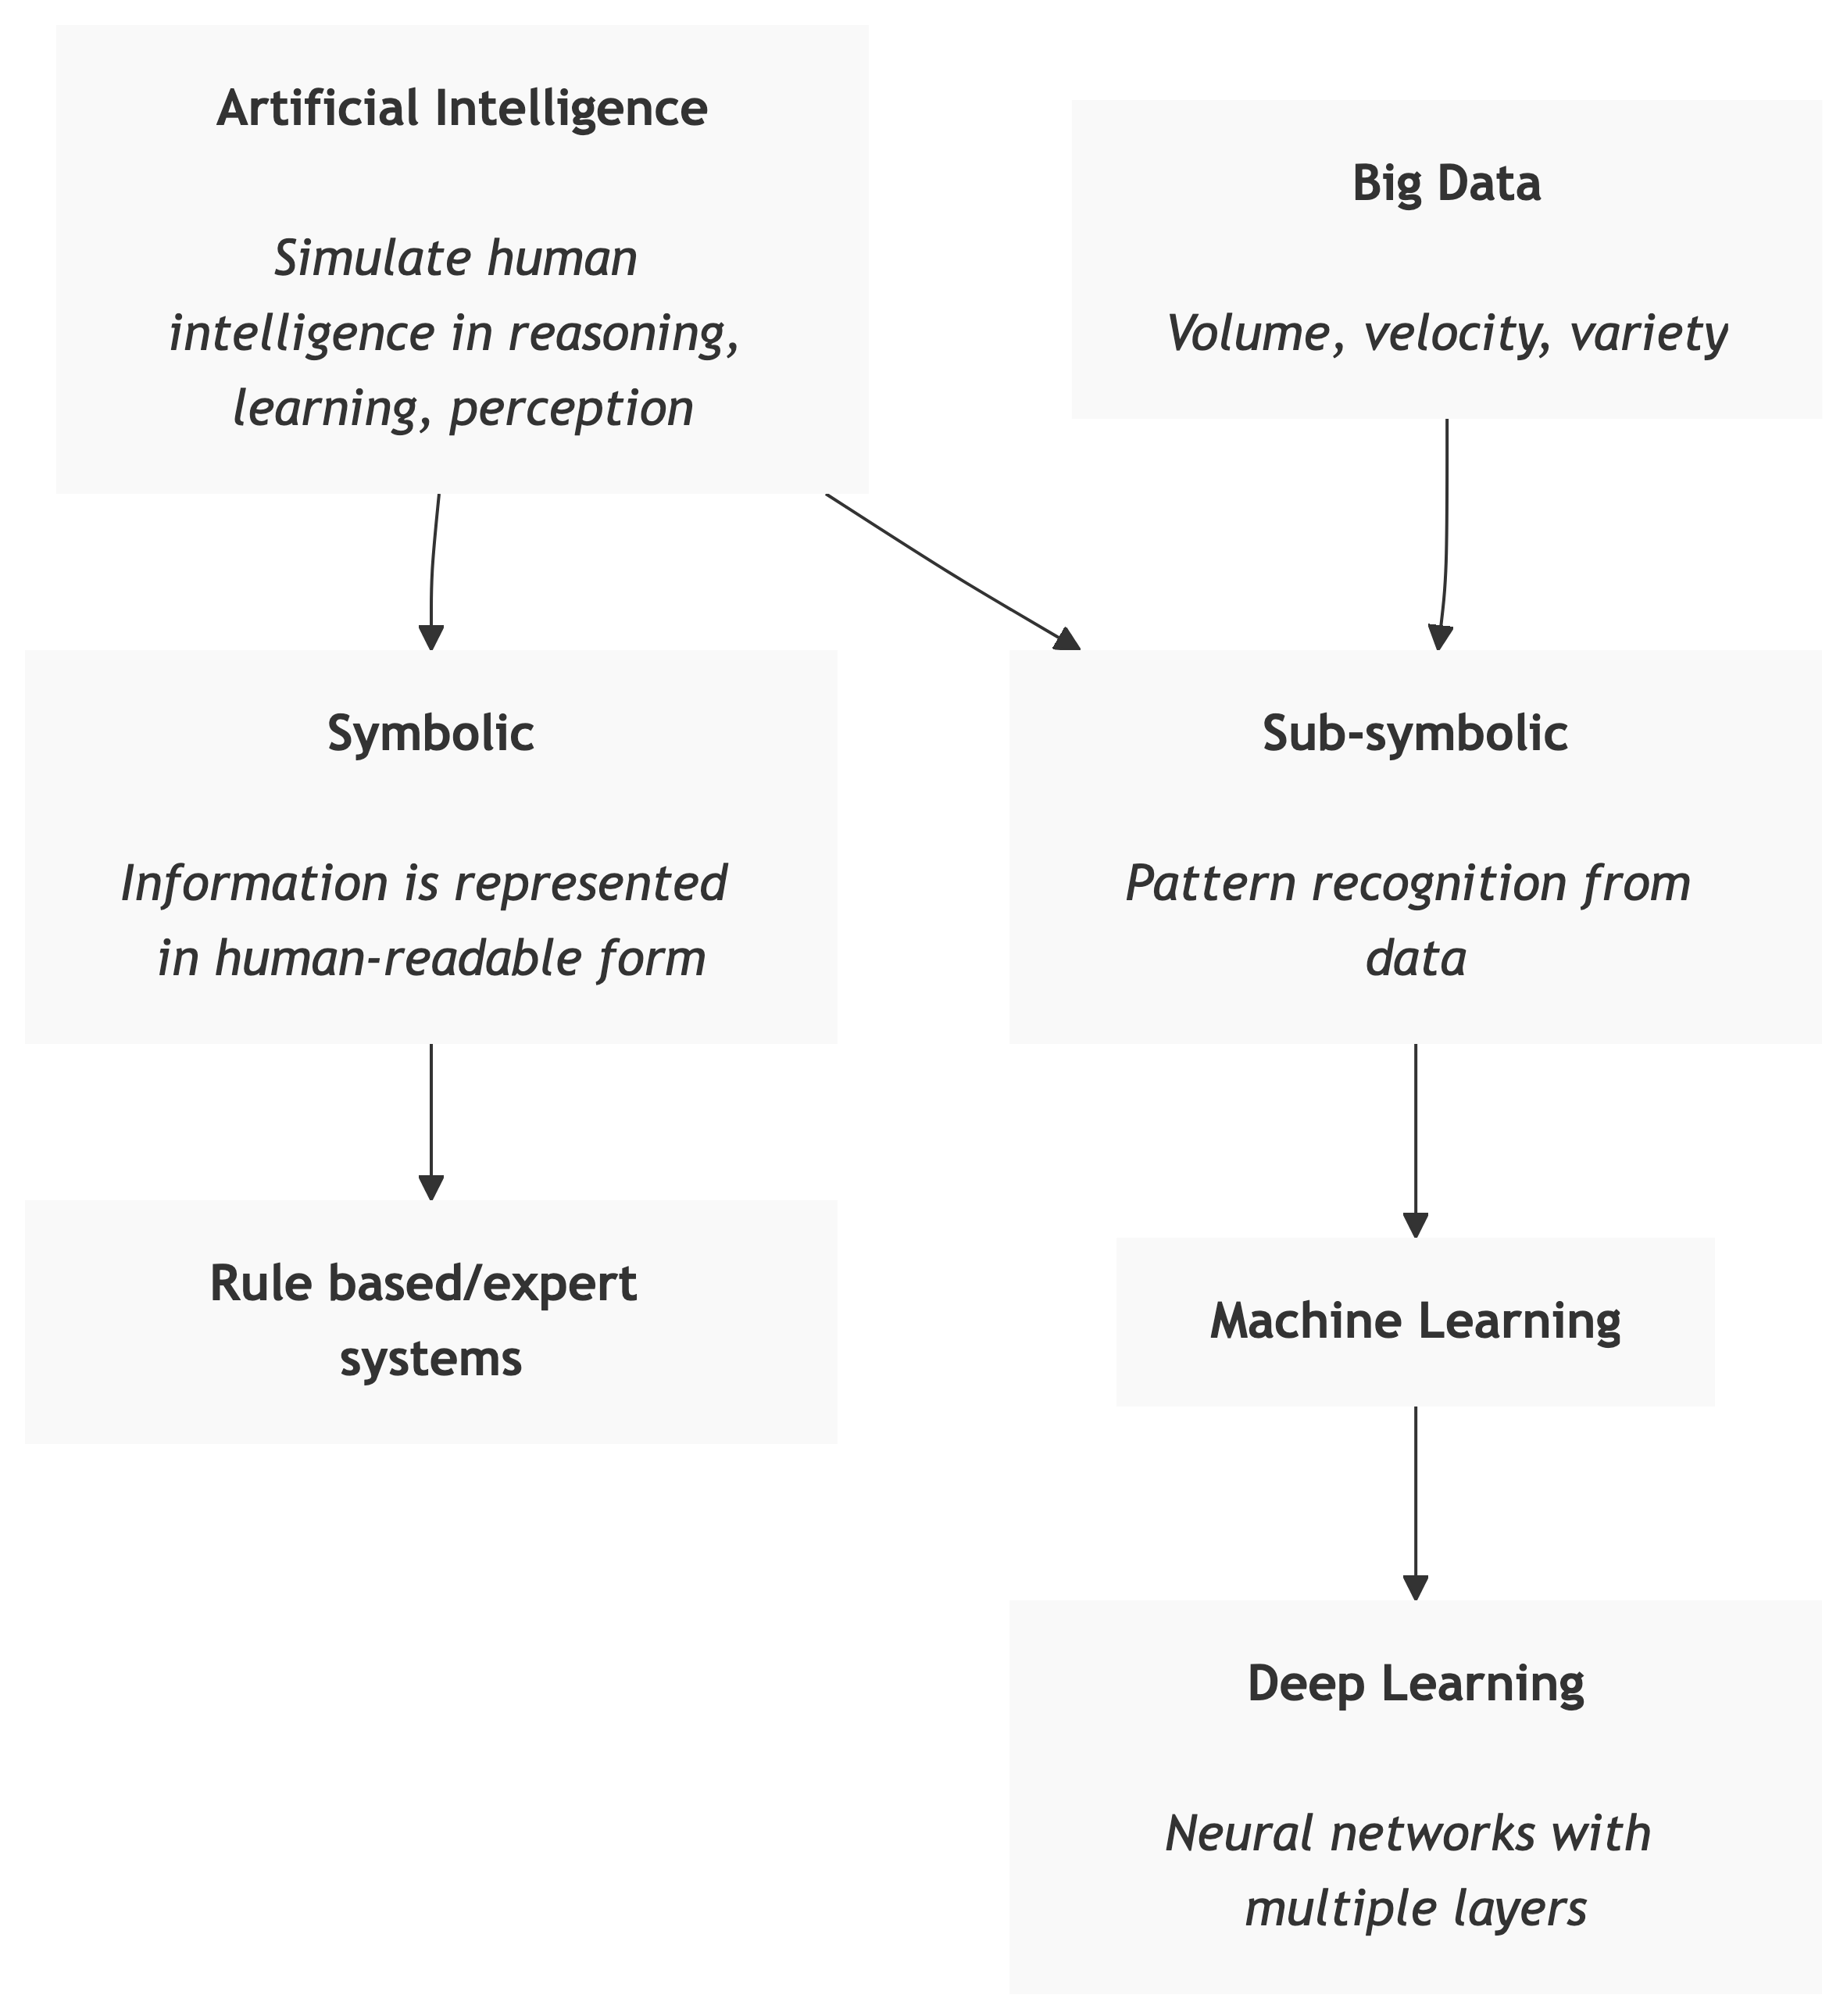 Artificial Intelligence
Simulate human
intelligence in reasoning,
learning, perception
Big Data
Volume, velocity, variety
Symbolic
Information is represented
in human-readable form
Sub-symbolic
Pattern recognition from
data
Rule based/expert
systems
Machine Learning
Deep Learning
Neural networks with
multiple layers